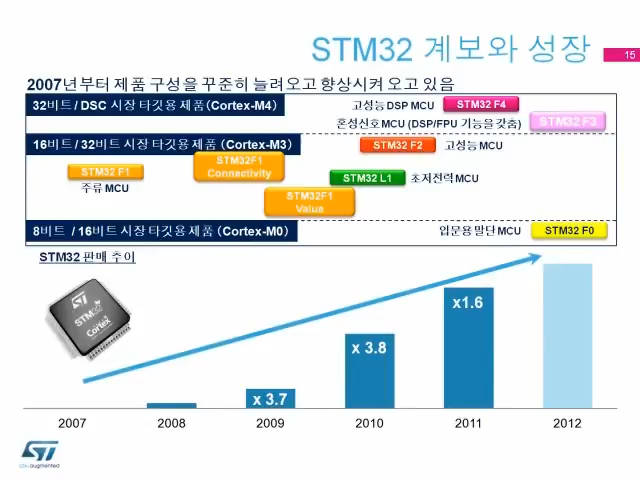 STM32 계보와 성장
15
2007년부터 제품 구성을 꾸준히 늘려오고 향상시켜 오고 있음
32비트 / DSC 시장 타깃용 제품(Cortex-M4)
고성능 DSP MCU
STM32 F4
혼성신호 MCU (DSP/FPU 기능을 갖춤)
STM32 F3
16비트 / 32비트 시장 타깃용 제품(Cortex-M3)
STM32 F2
고성능 MCU
STM32F1
Connectivity
STM32 F1
주류 MCU
STM32 L1
초저전력 MCU
STM32F1
Value
8비트 / 16비트 시장 타깃용 제품 (Cortex-M0)
입문용 말단 MCU
STM32 F0
STM32 판매 추이
ST
STM32
Cortex
x 3.7
x 3.8
x1.6
2007
2008
2009
2010
2011
2012
ST
life.augmented